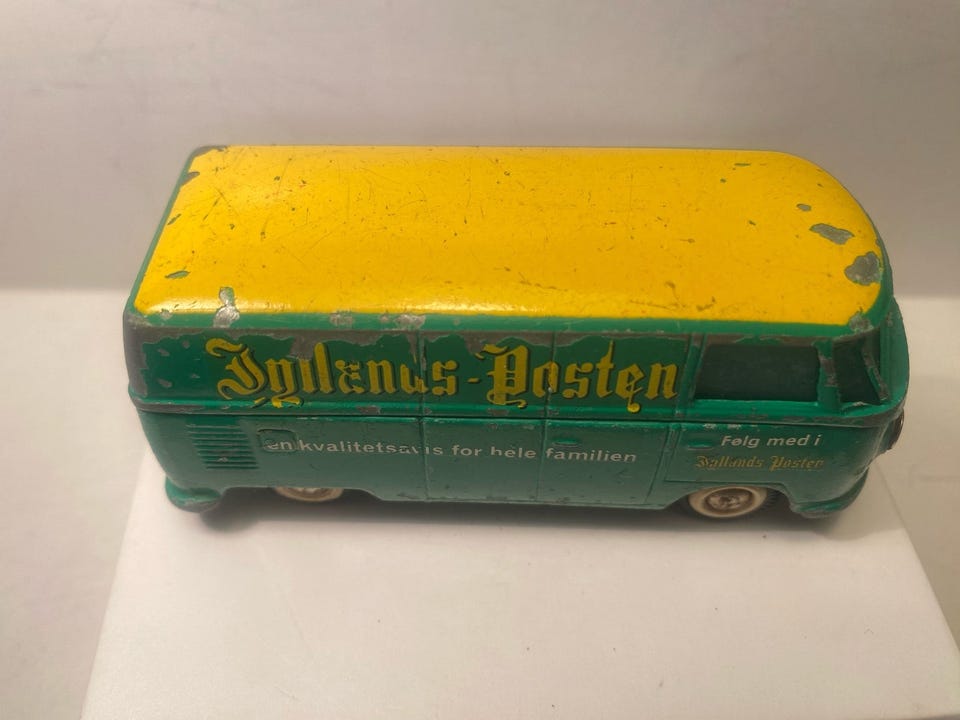 Jyllands-Posten
en kvalitetsavis for hele familien
Følg med i
Jyllands Posten